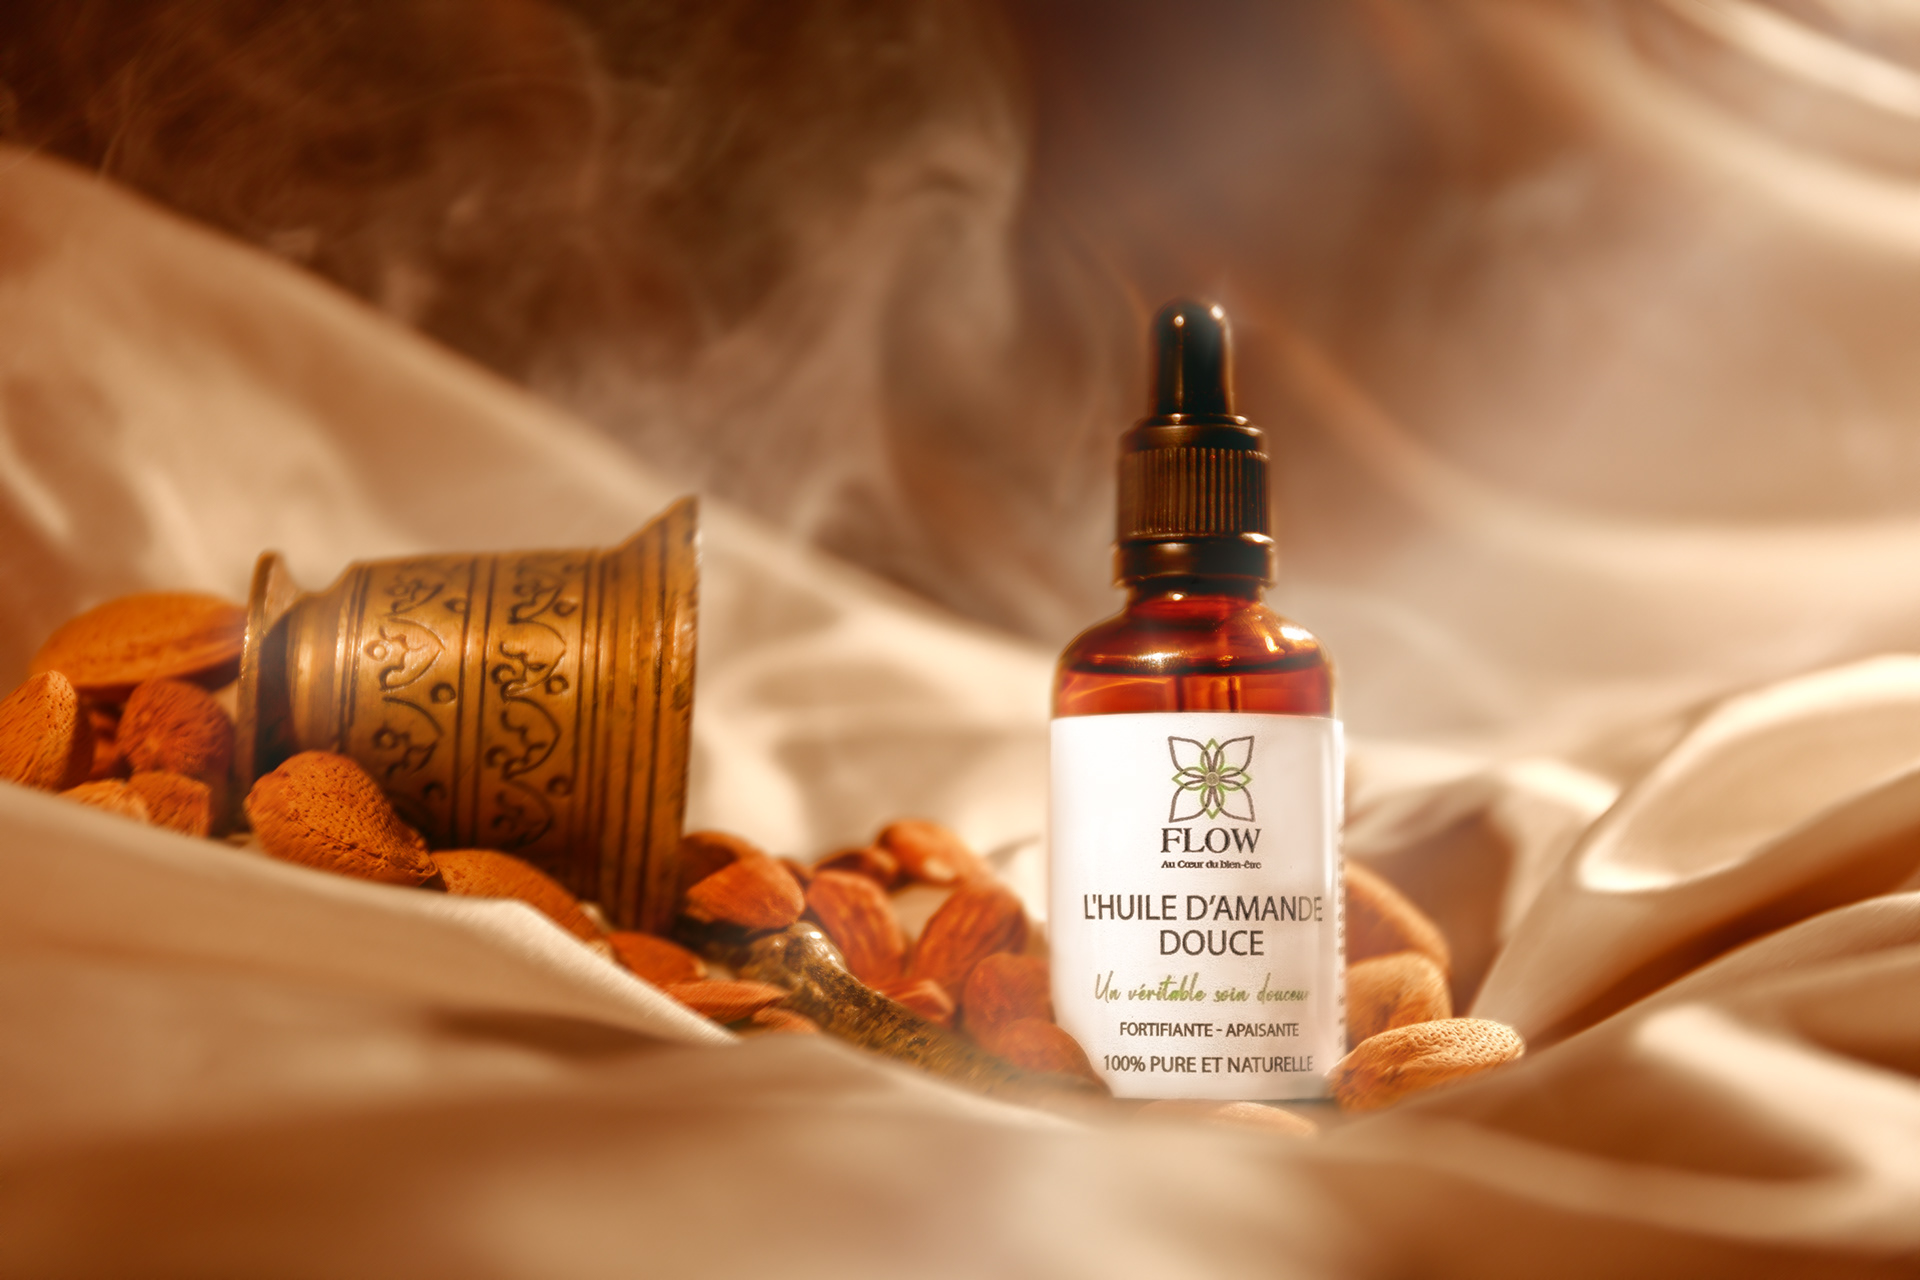 FLOW
Au Cœur du bien-être
L'HUILE D'AMANDE
DOUCE
Un véritable soin douceur
FORTIFIANTE - APAISANTE
100% PURE ET NATURELLE